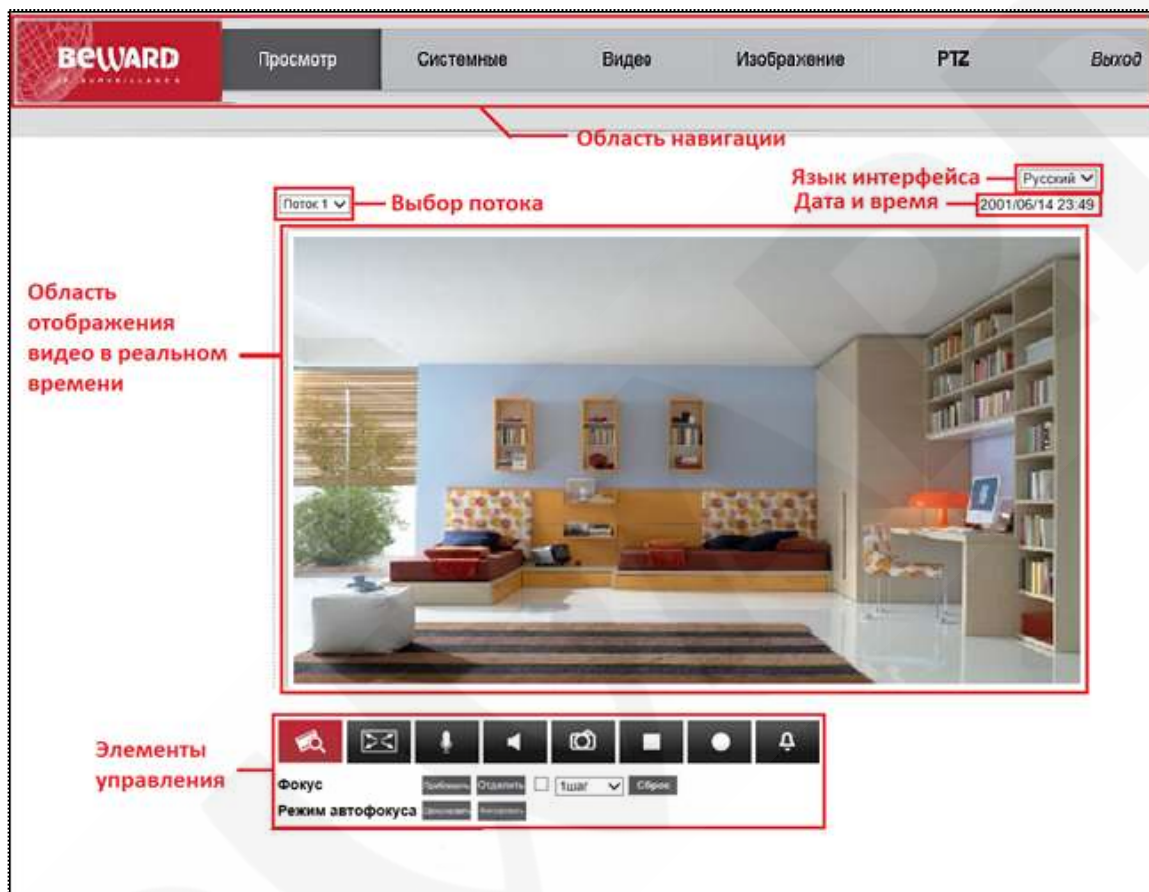 BEWARD
Просмотр
Системные
Видео
Изображение
PTZ
Выход
Область навигации
Язык интерфейса
Русский
Поток 1
Выбор потока
Дата и время
2001/06/14 23:49
Область
отображения
видео в реальном
времени
Элементы
управления
Фокус
Отдалить
1шаг
Сброс
Режим автофокуса